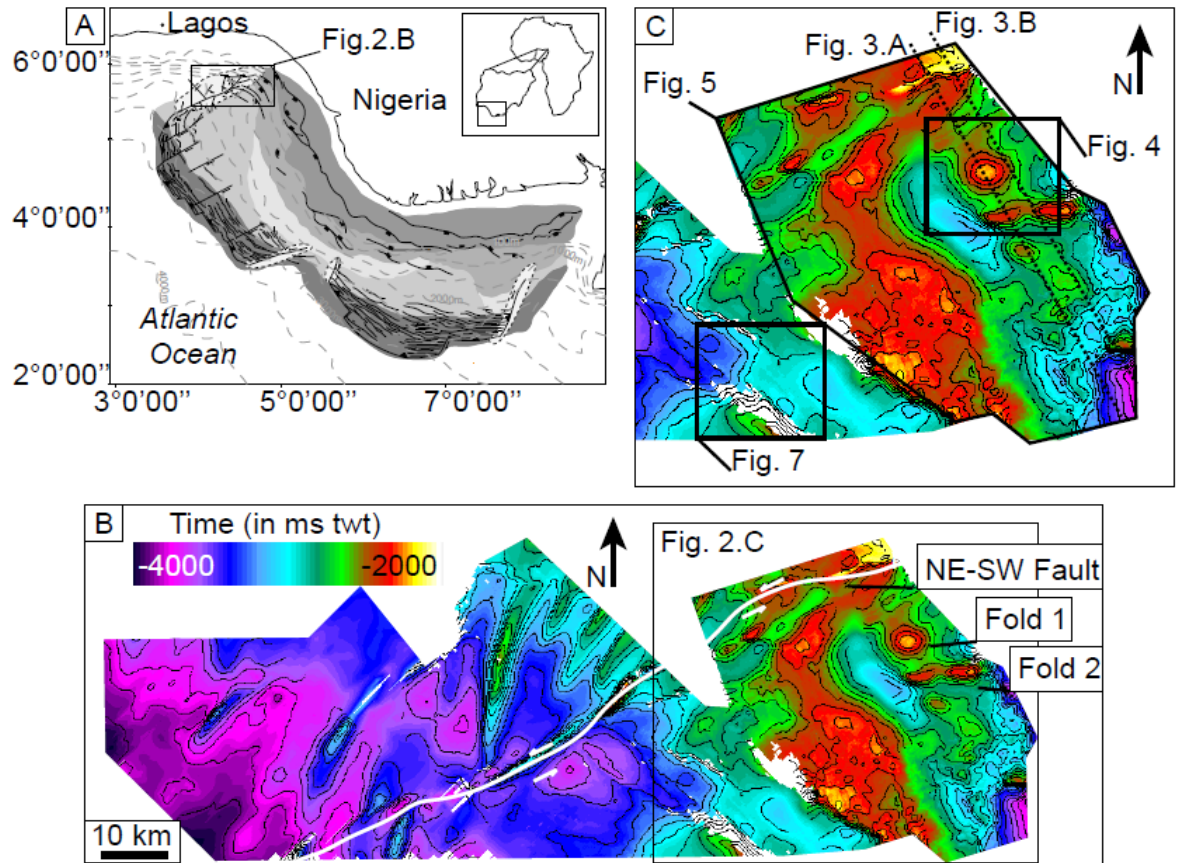 A
Lagos
Fig.2.B
6°0'00''
Nigeria
4°0'00''
4000m
2000m
Atlantic
Ocean
2°0'00''
3°0'00'' 5°0'00'' 7°0'00''
C
Fig. 3.B
Fig. 3.A
N
Fig. 5
Fig. 4
Fig. 7
B
Time (in ms twt)
-4000 -2000
N
Fig. 2.C
NE-SW Fault
Fold 1
Fold 2
10 km